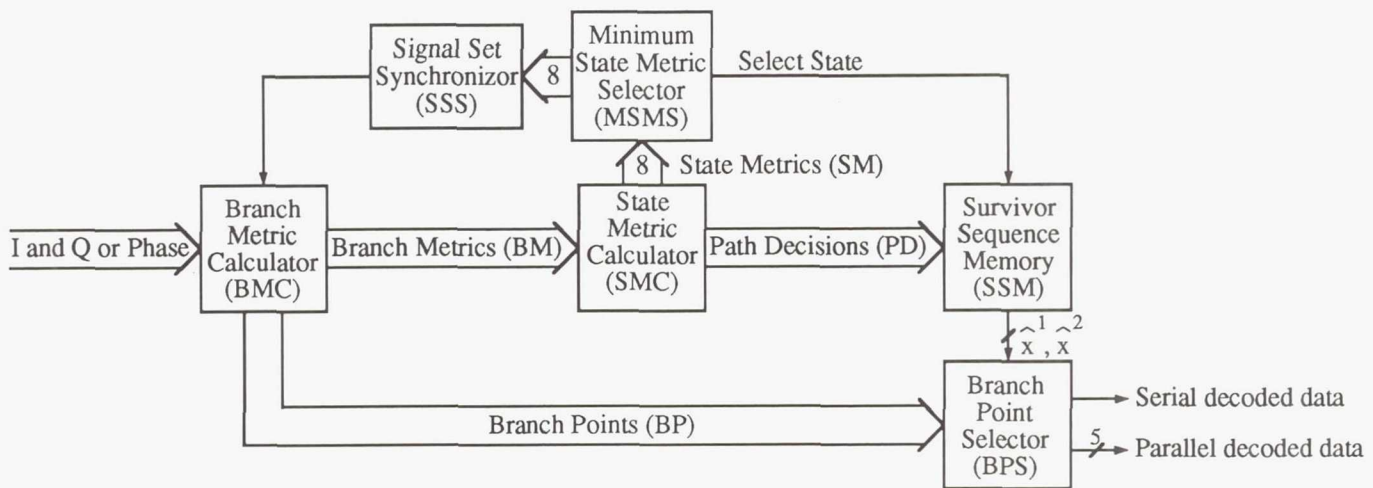 Signal Set
Synchronizor
(SSS)
8
Minimum
State Metric
Selector
(MSMS)
Select State
8
State Metrics (SM)
I and Q or Phase
Branch
Metric
Calculator
(BMC)
Branch Metrics (BM)
State
Metric
Calculator
(SMC)
Path Decisions (PD)
Survivor
Sequence
Memory
(SSM)
x̂¹, x̂²
Branch Points (BP)
Branch
Point
Selector
(BPS)
Serial decoded data
5
Parallel decoded data